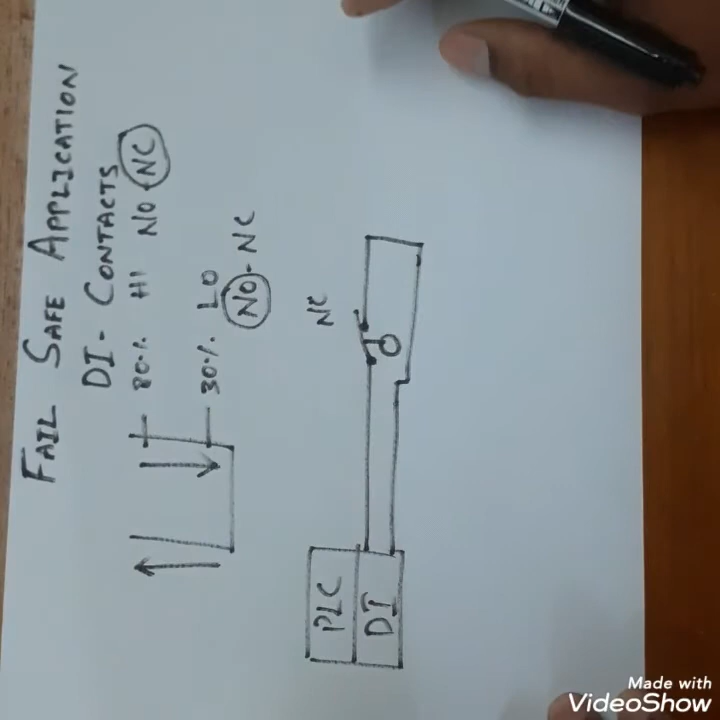 FAIL SAFE APPLICATION
DI - CONTACTS
80.% HI NO-NC
30.% LO
NO-NC
NC
PLC
DI
Made with
VideoShow